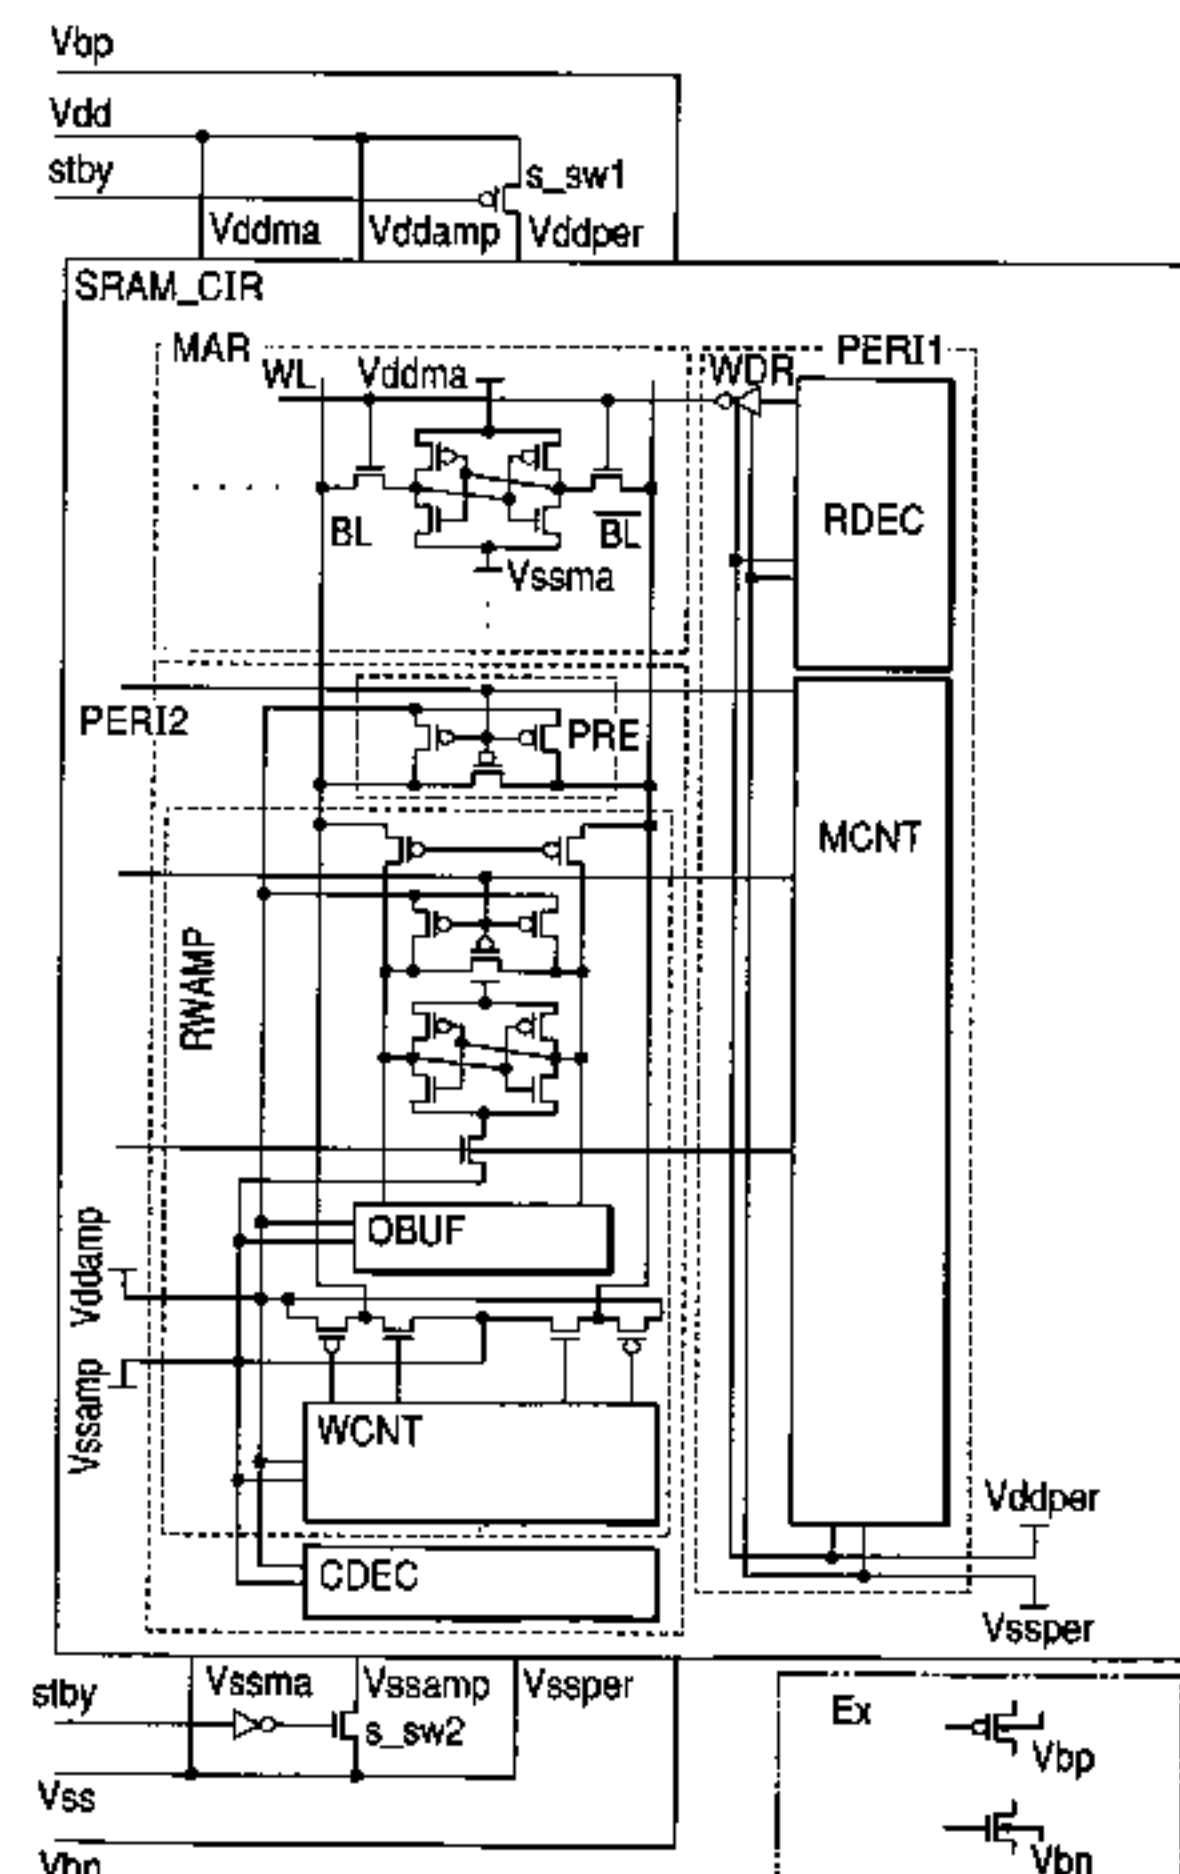 Vbp
Vdd
stby
s_sw1
Vddma Vddamp Vddper
SRAM_CIR
MAR
PERI1
WL Vddma
WDR
RDEC
BL
BL
Vssma
PERI2
PRE
MCNT
RWAMP
OBUF
Vddamp
Vssamp
WCNT
Vddper
CDEC
Vssper
stby
Vssma Vssamp Vssper
s_sw2
Ex
Vbp
Vss
Vbn
Vbn